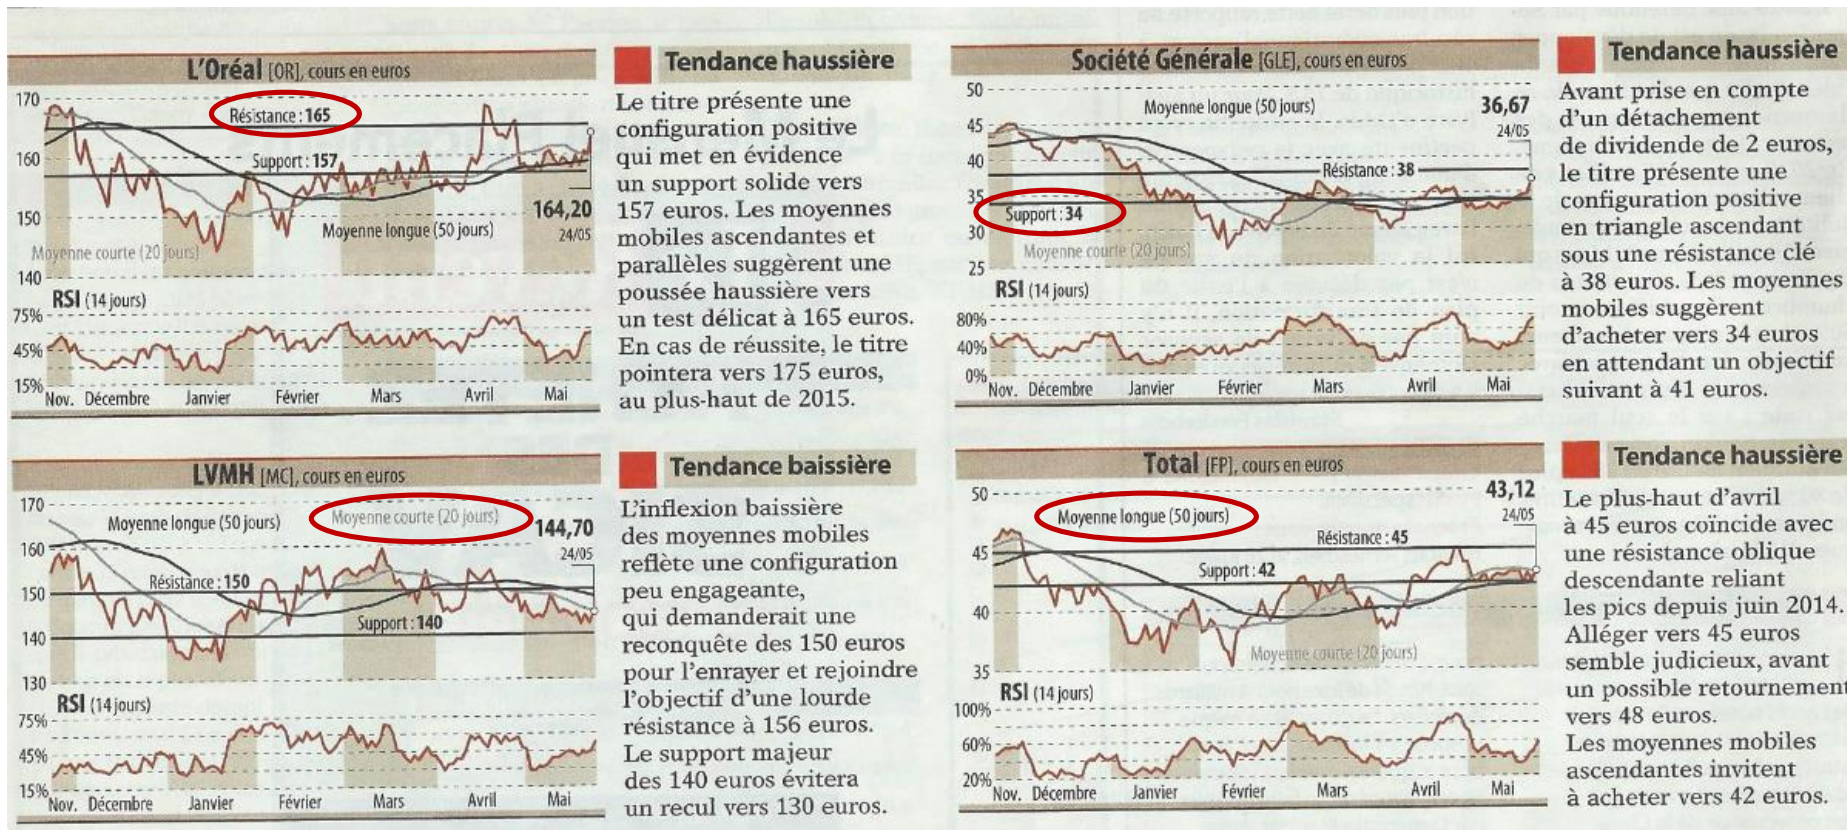 L'Oréal [OR], cours en euros
170
160
150
140
Résistance : 165
Support : 157
164,20
24/05
Moyenne longue (50 jours)
Moyenne courte (20 jours)
RSI (14 jours)
75%
45%
15%
Nov. Décembre Janvier Février Mars Avril Mai
Tendance haussière
Le titre présente une
configuration positive
qui met en évidence
un support solide vers
157 euros. Les moyennes
mobiles ascendantes et
parallèles suggèrent une
poussée haussière vers
un test délicat à 165 euros.
En cas de réussite, le titre
pointera vers 175 euros,
au plus-haut de 2015.
Société Générale [GLE], cours en euros
50
45
40
35
30
25
Moyenne longue (50 jours)
36,67
24/05
Résistance : 38
Support : 34
Moyenne courte (20 jours)
RSI (14 jours)
80%
40%
0%
Nov. Décembre Janvier Février Mars Avril Mai
Tendance haussière
Avant prise en compte
d'un détachement
de dividende de 2 euros,
le titre présente une
configuration positive
en triangle ascendant
sous une résistance clé
à 38 euros. Les moyennes
mobiles suggèrent
d'acheter vers 34 euros
en attendant un objectif
suivant à 41 euros.
LVMH [MC], cours en euros
170
160
150
140
130
Moyenne longue (50 jours)
Moyenne courte (20 jours)
144,70
24/05
Résistance : 150
Support : 140
RSI (14 jours)
75%
45%
15%
Nov. Décembre Janvier Février Mars Avril Mai
Tendance baissière
L'inflexion baissière
des moyennes mobiles
reflète une configuration
peu engageante,
qui demanderait une
reconquête des 150 euros
pour l'enrayer et rejoindre
l'objectif d'une lourde
résistance à 156 euros.
Le support majeur
des 140 euros évitera
un recul vers 130 euros.
Total [FP], cours en euros
50
45
40
35
Moyenne longue (50 jours)
43,12
24/05
Résistance : 45
Support : 42
Moyenne courte (20 jours)
RSI (14 jours)
100%
60%
20%
Nov. Décembre Janvier Février Mars Avril Mai
Tendance haussière
Le plus-haut d'avril
à 45 euros coïncide avec
une résistance oblique
descendante reliant
les pics depuis juin 2014.
Alléger vers 45 euros
semble judicieux, avant
un possible retournement
vers 48 euros.
Les moyennes mobiles
ascendantes invitent
à acheter vers 42 euros.